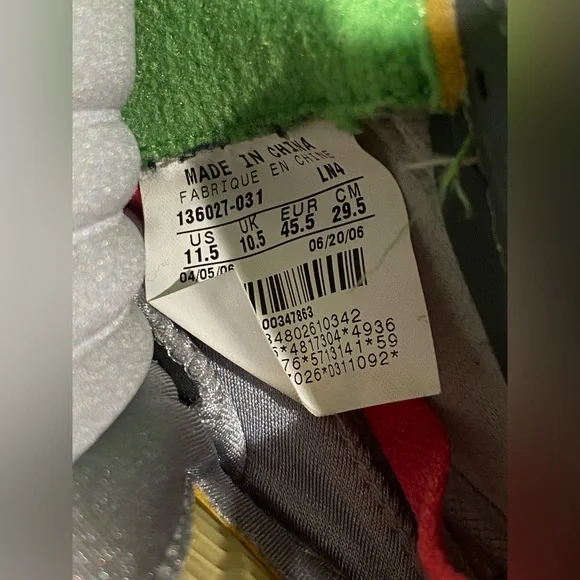 MADE IN CHINA
FABRIQUE EN CHINE
136027-031 LN4
US UK EUR CM
11.5 10.5 45.5 29.5
04/05/06 06/20/06
00347863
34802610342
*4817304*4936
76*5713141*59
026*0311092*